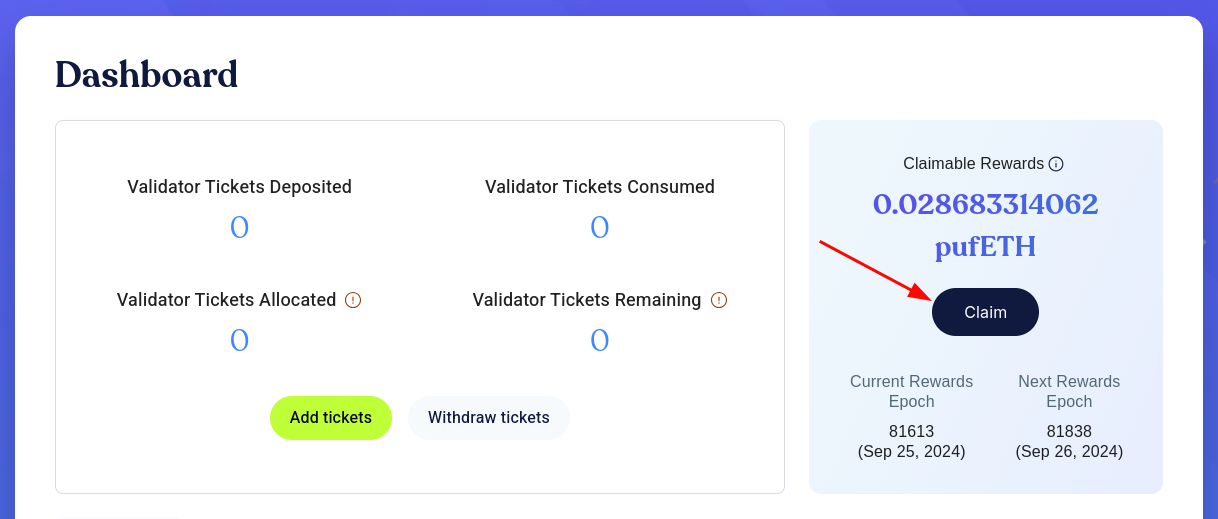 Dashboard
Validator Tickets Deposited
0
Validator Tickets Consumed
0
Validator Tickets Allocated
0
Validator Tickets Remaining
0
Add tickets
Withdraw tickets
Claimable Rewards
0.028683314062
pufETH
Claim
Current Rewards
Epoch
81613
(Sep 25, 2024)
Next Rewards
Epoch
81838
(Sep 26, 2024)